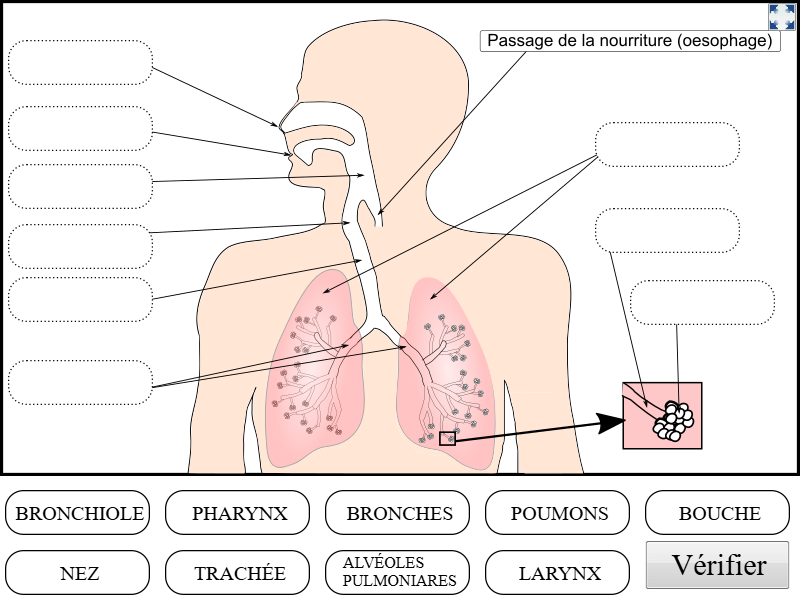 Passage de la nourriture (oesophage)
BRONCHIOLE
PHARYNX
BRONCHES
POUMONS
BOUCHE
NEZ
TRACHÉE
ALVÉOLES
PULMONIARES
LARYNX
Vérifier